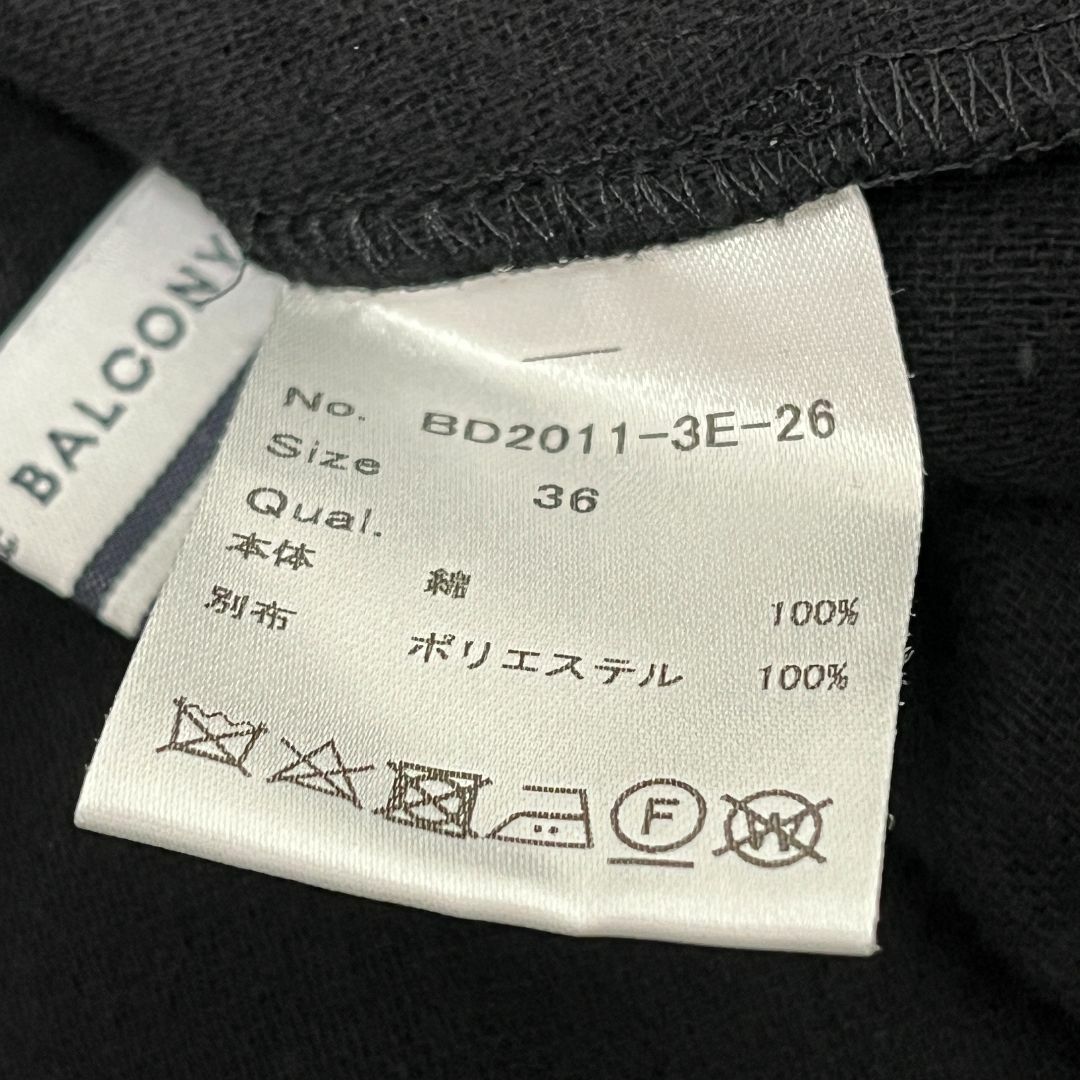 BALCONY
No. BD2011-3E-26
Size 36
Qual.
本体 綿 100%
別布 ポリエステル 100%
F
W